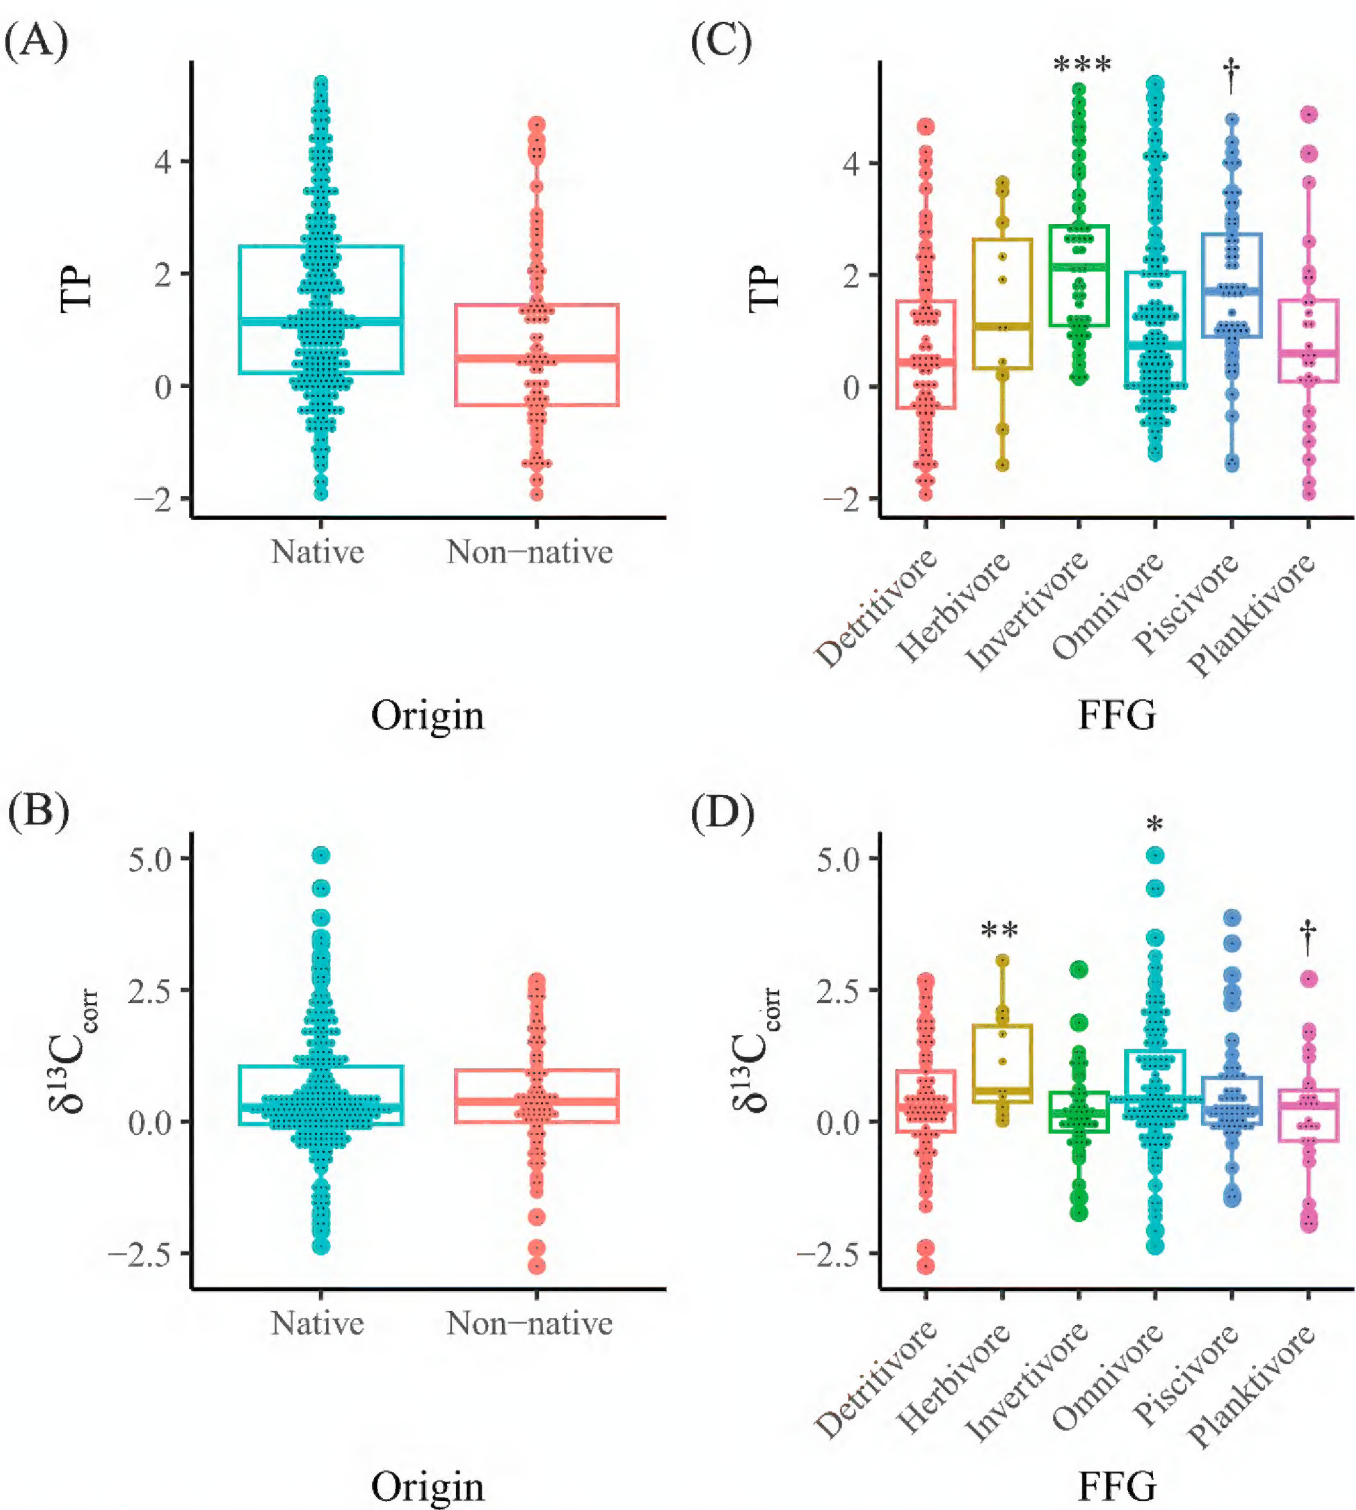 (A)
TP
4
2
0
−2
Native Non−native
Origin
(C)
*** †
TP
4
2
0
−2
Detritivore
Herbivore
Invertivore
Omnivore
Piscivore
Planktivore
FFG
(B)
δ¹³Ccorr
5.0
2.5
0.0
−2.5
Native Non−native
Origin
(D)
*
** †
δ¹³Ccorr
5.0
2.5
0.0
−2.5
Detritivore
Herbivore
Invertivore
Omnivore
Piscivore
Planktivore
FFG